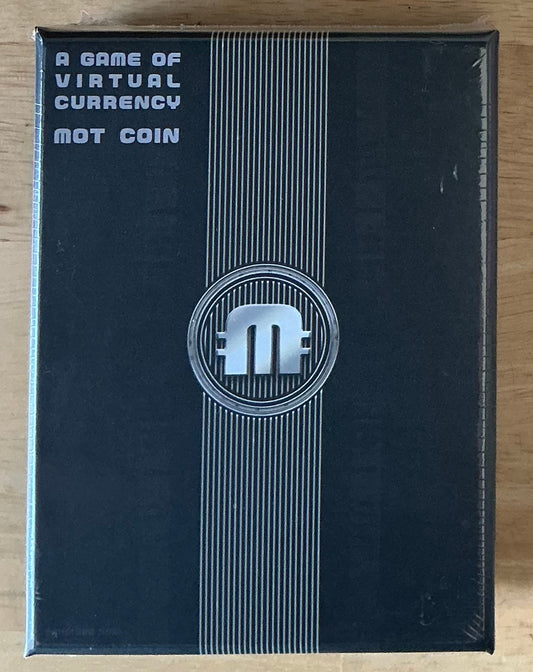 A GAME OF
VIRTUAL
CURRENCY
MOT COIN
M